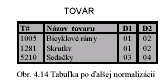 TOVAR
T# Názov tovaru D1 D2
1005 Bicyklové rámy 01 02
1281 Skrutky 01 02
5210 Sedačky 03 04
Obr. 4.14 Tabuľka po ďalšej normalizácii